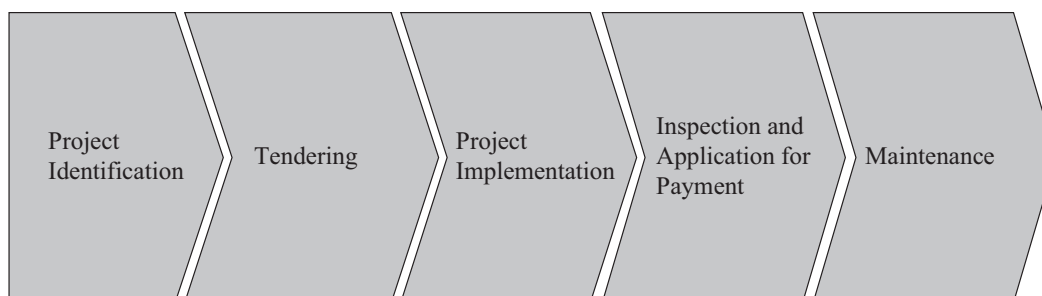 Project
Identification
Tendering
Project
Implementation
Inspection and
Application for
Payment
Maintenance